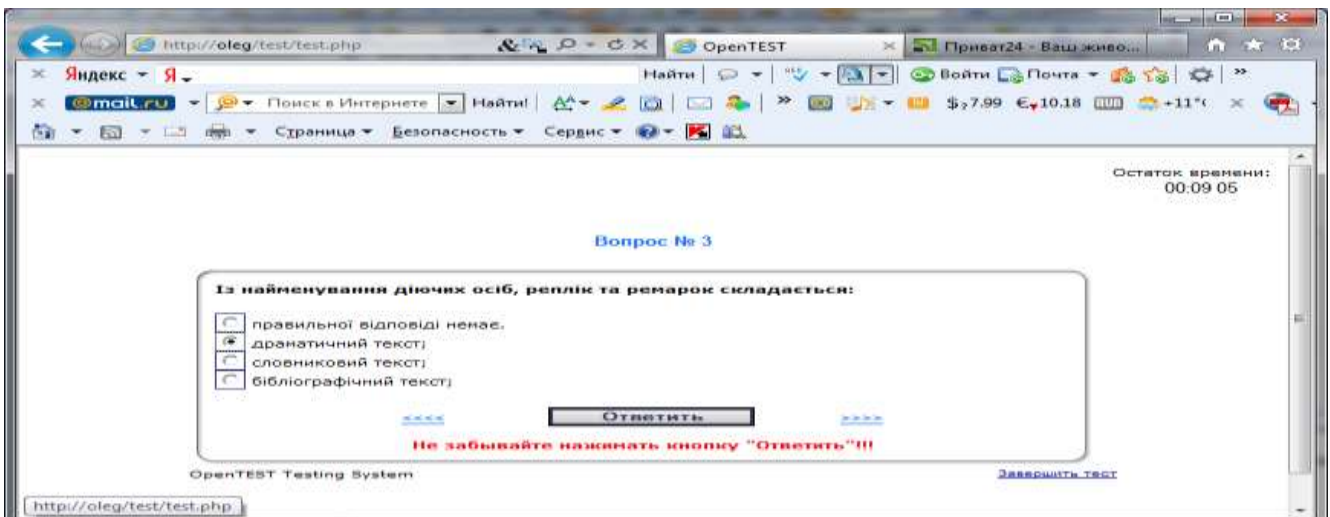 http://oleg/test/test.php
OpenTEST
Приват24 - Ваш живо...
Яндекс
Я
Найти
Войти
Почта
@mail.ru
Поиск в Интернете
Найти!
$ 7.99 € 10.18
+11°
Страница
Безопасность
Сервис
Остаток времени:
00:09 05
Вопрос № 3
Із найменування діючих осіб, реплік та ремарок складається:
правильної відповіді немає.
драматичний текст;
словниковий текст;
бібліографічний текст;
<<<< Ответить >>>>
Не забывайте нажимать кнопку "Ответить"!!!
OpenTEST Testing System
Завершить тест
http://oleg/test/test.php